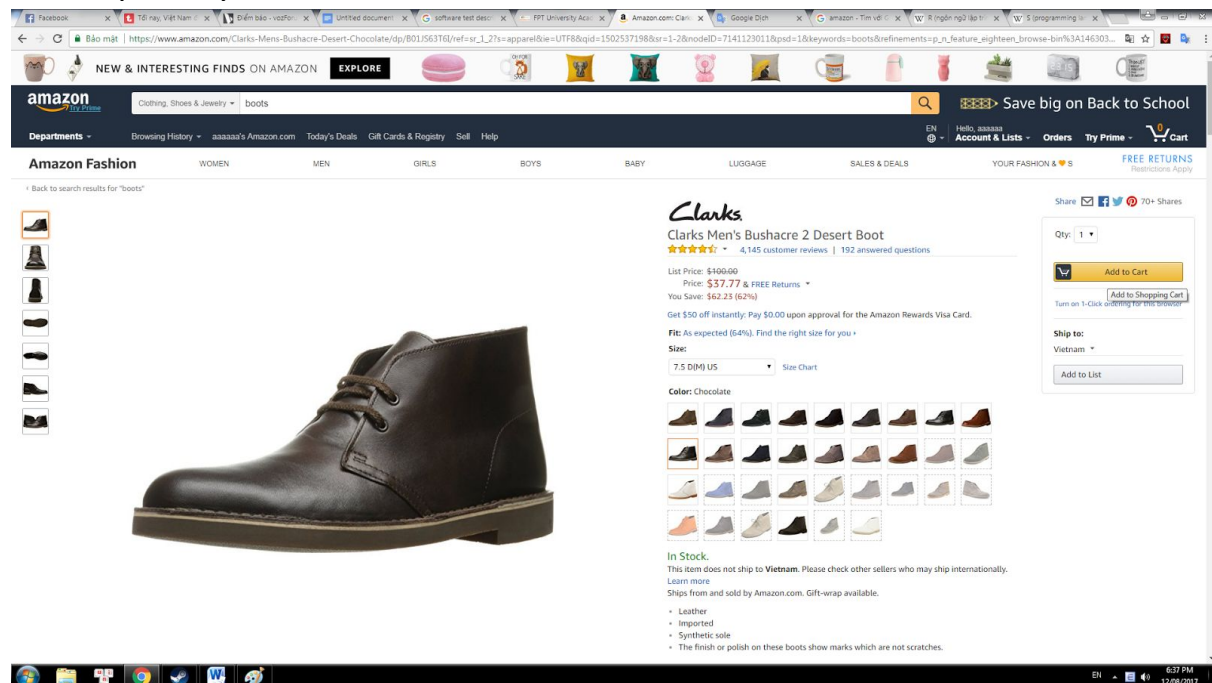 Facebook
Tối nay, Việt Nam
Điểm báo - vozForu
Untitled document
software test descri
FPT University Acad
Amazon.com: Clark
Google Dịch
amazon - Tìm với G
R (ngôn ngữ lập trì
S (programming la
Bảo mật | https://www.amazon.com/Clarks-Mens-Bushacre-Desert-Chocolate/dp/B01JS63T6I/ref=sr_1_2?s=apparel&ie=UTF8&qid=1502537198&sr=1-2&nodeID=7141123011&psd=1&keywords=boots&refinements=p_n_feature_eighteen_browse-bin%3A146303...
NEW & INTERESTING FINDS ON AMAZON EXPLORE
amazon
Try Prime
Clothing, Shoes & Jewelry
boots
Save big on Back to School
Departments
Browsing History
aaaaaa's Amazon.com
Today's Deals
Gift Cards & Registry
Sell
Help
EN
Hello, aaaaaa
Account & Lists
Orders
Try Prime
0
Cart
Amazon Fashion
WOMEN
MEN
GIRLS
BOYS
BABY
LUGGAGE
SALES & DEALS
YOUR FASHION & 🧡 S
FREE RETURNS
Restrictions Apply
‹ Back to search results for "boots"
Share
70+ Shares
Clarks.
Clarks Men's Bushacre 2 Desert Boot
4,145 customer reviews | 192 answered questions
List Price: $100.00
Price: $37.77 & FREE Returns
You Save: $62.23 (62%)
Get $50 off instantly: Pay $0.00 upon approval for the Amazon Rewards Visa Card.
Fit: As expected (64%). Find the right size for you ›
Size:
7.5 D(M) US
Size Chart
Color: Chocolate
Qty: 1
Add to Cart
Add to Shopping Cart
Turn on 1-Click ordering for this browser
Ship to:
Vietnam
Add to List
In Stock.
This item does not ship to Vietnam. Please check other sellers who may ship internationally.
Learn more
Ships from and sold by Amazon.com. Gift-wrap available.
• Leather
• Imported
• Synthetic sole
• The finish or polish on these boots show marks which are not scratches.
EN
6:37 PM
12/08/2017